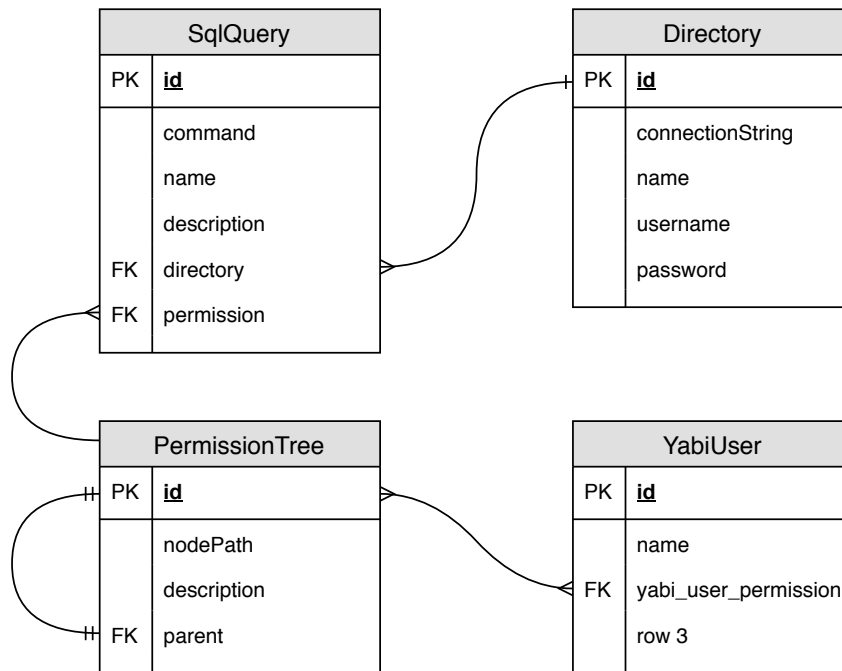 SqlQuery
PK id
command
name
description
FK directory
FK permission
Directory
PK id
connectionString
name
username
password
PermissionTree
PK id
nodePath
description
FK parent
YabiUser
PK id
name
FK yabi_user_permission
row 3